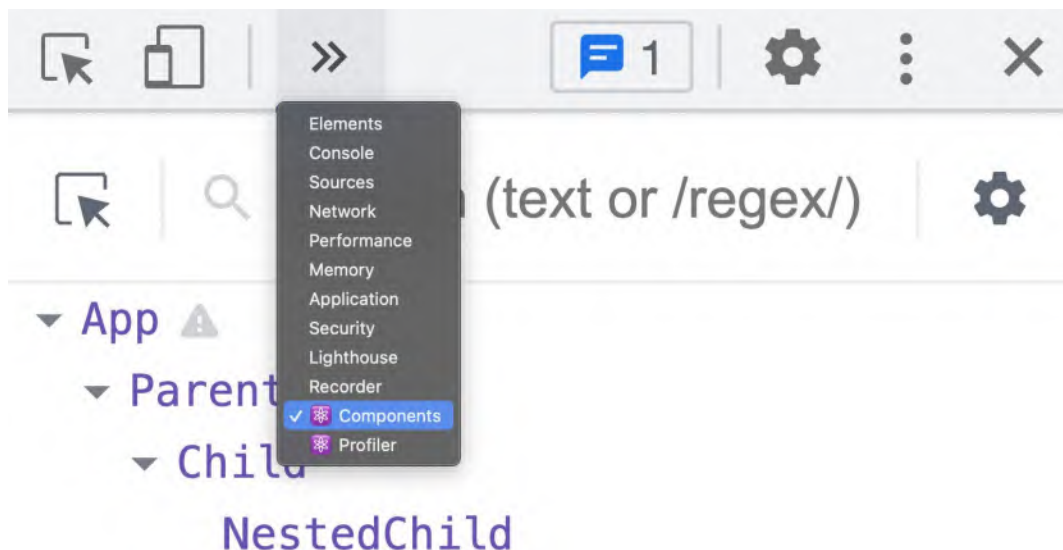 1
Elements
Console
Sources
Network
Performance
Memory
Application
Security
Lighthouse
Recorder
Components
Profiler
(text or /regex/)
App
Parent
Child
NestedChild